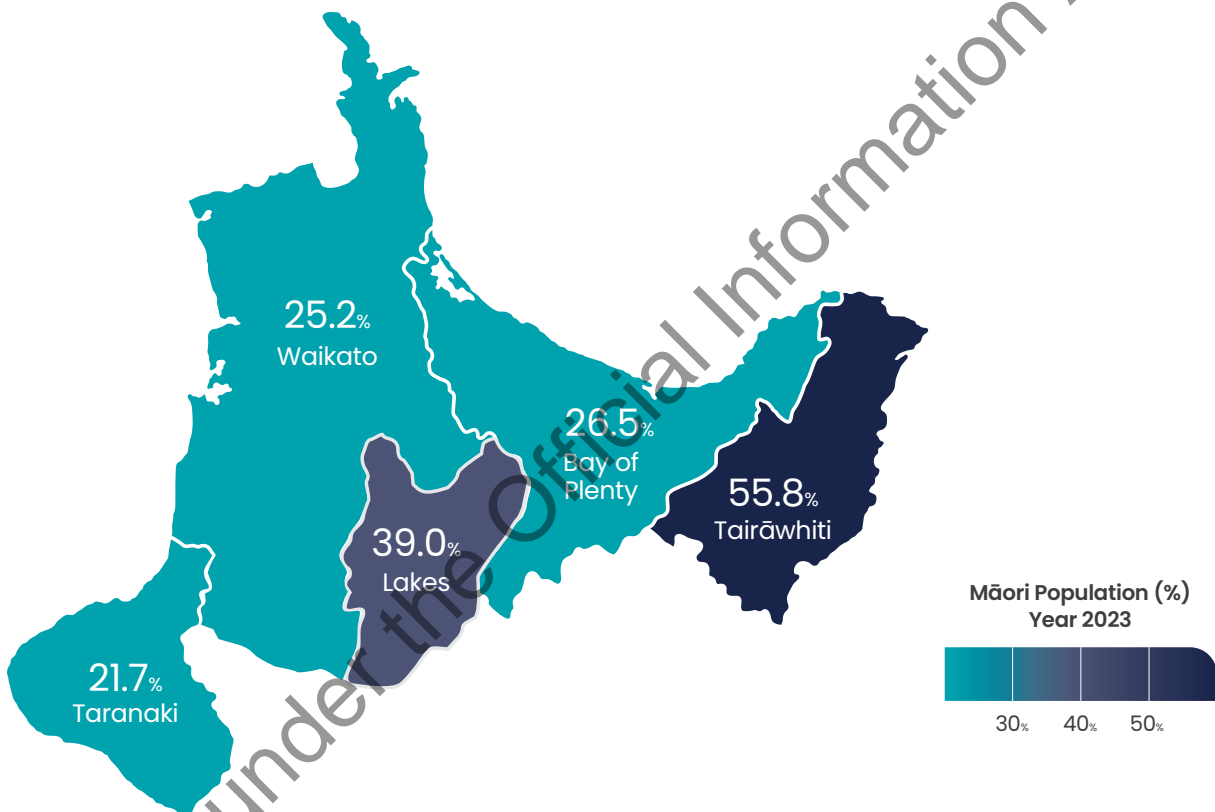 under the Official Information
25.2%
Waikato
26.5%
Bay of
Plenty
55.8%
Tairāwhiti
39.0%
Lakes
21.7%
Taranaki
Māori Population (%)
Year 2023
30% 40% 50%